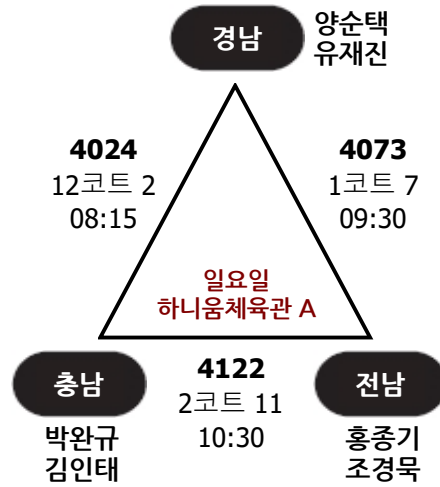 경남
양순택
유재진
4024
12코트 2
08:15
4073
1코트 7
09:30
일요일
하니움체육관 A
충남
박완규
김인태
4122
2코트 11
10:30
전남
홍종기
조경묵